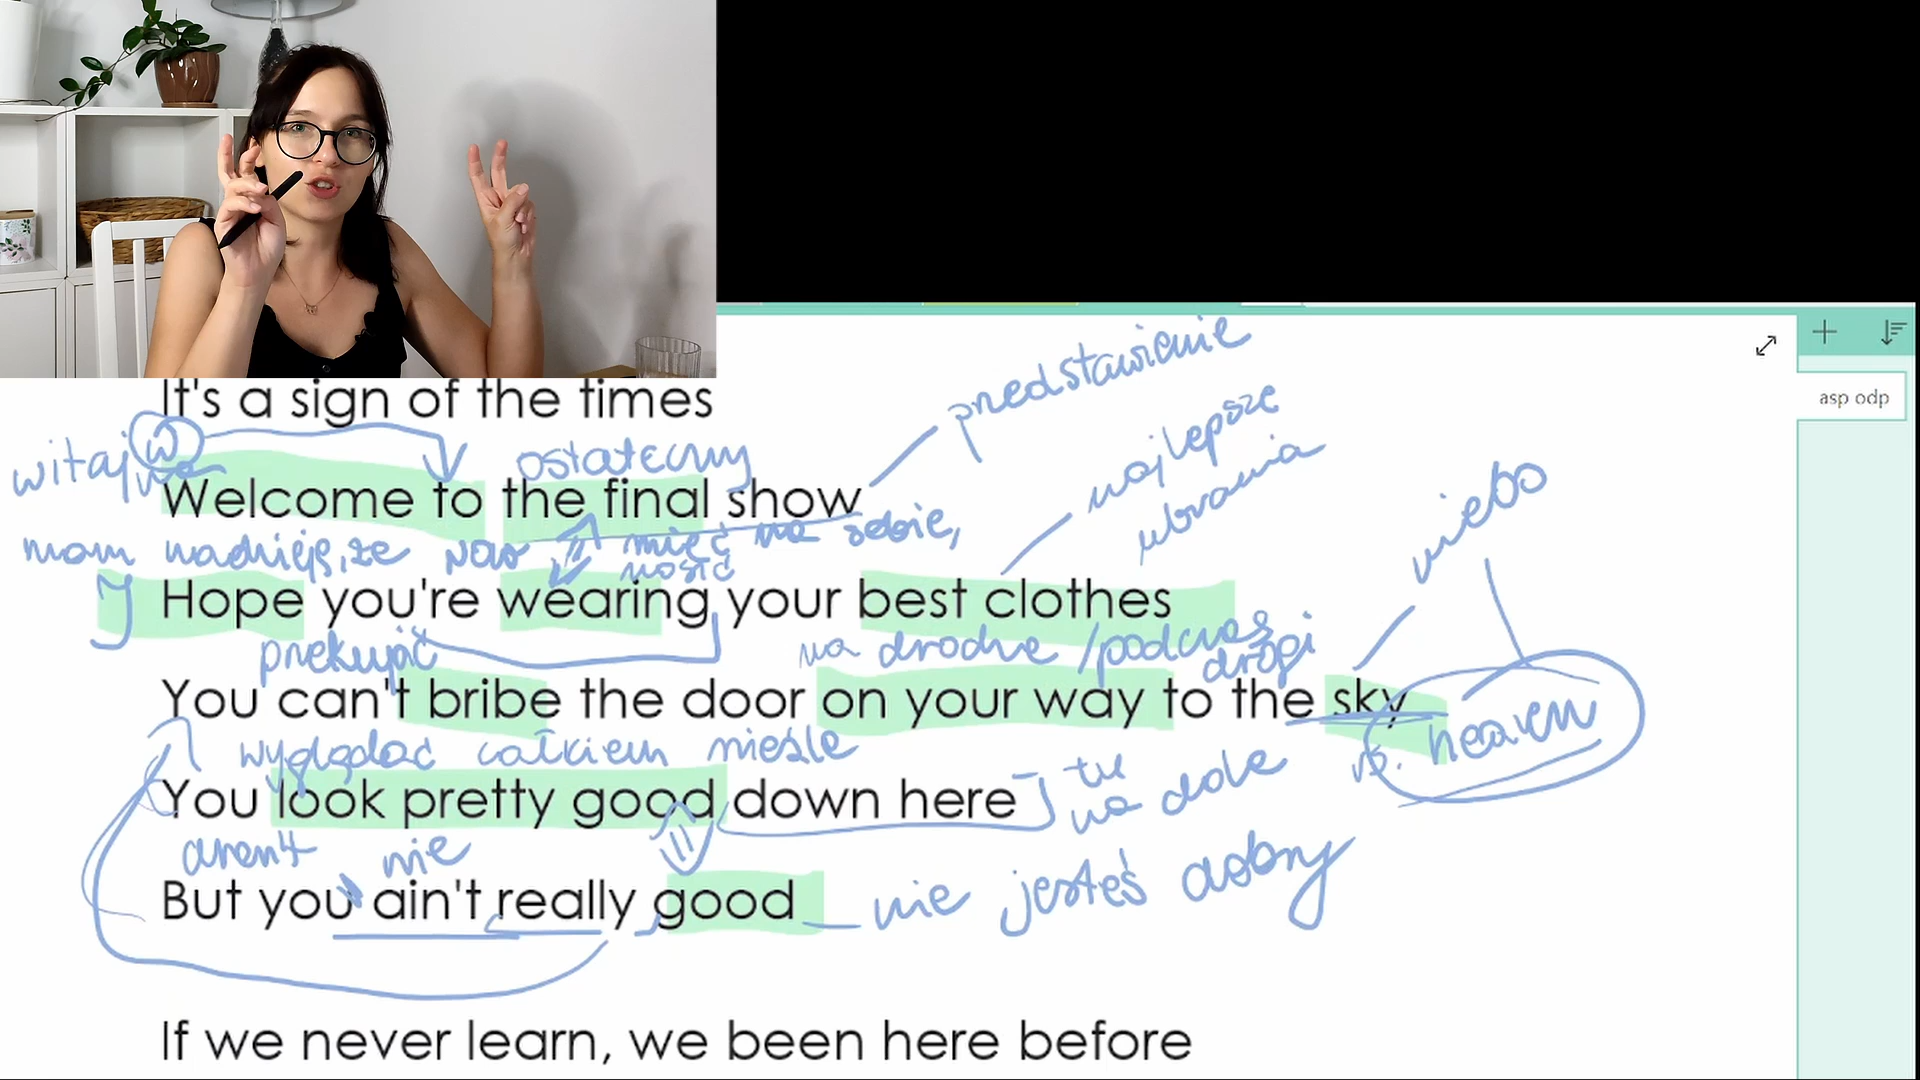 It's a sign of the times
przedstawienie
asp odp
witaj w
ostateczny
najlepsze
ubrania
niebo
Welcome to the final show
mam nadzieję, że mieć na sobie,
nosić
Hope you're wearing your best clothes
przekupić na drodze / podczas
drogi
You can't bribe the door on your way to the sky
vs. heaven
wyglądać całkiem nieźle
You look pretty good down here
tu
na dole
aren't nie
But you ain't really good
nie jesteś dobry
If we never learn, we been here before